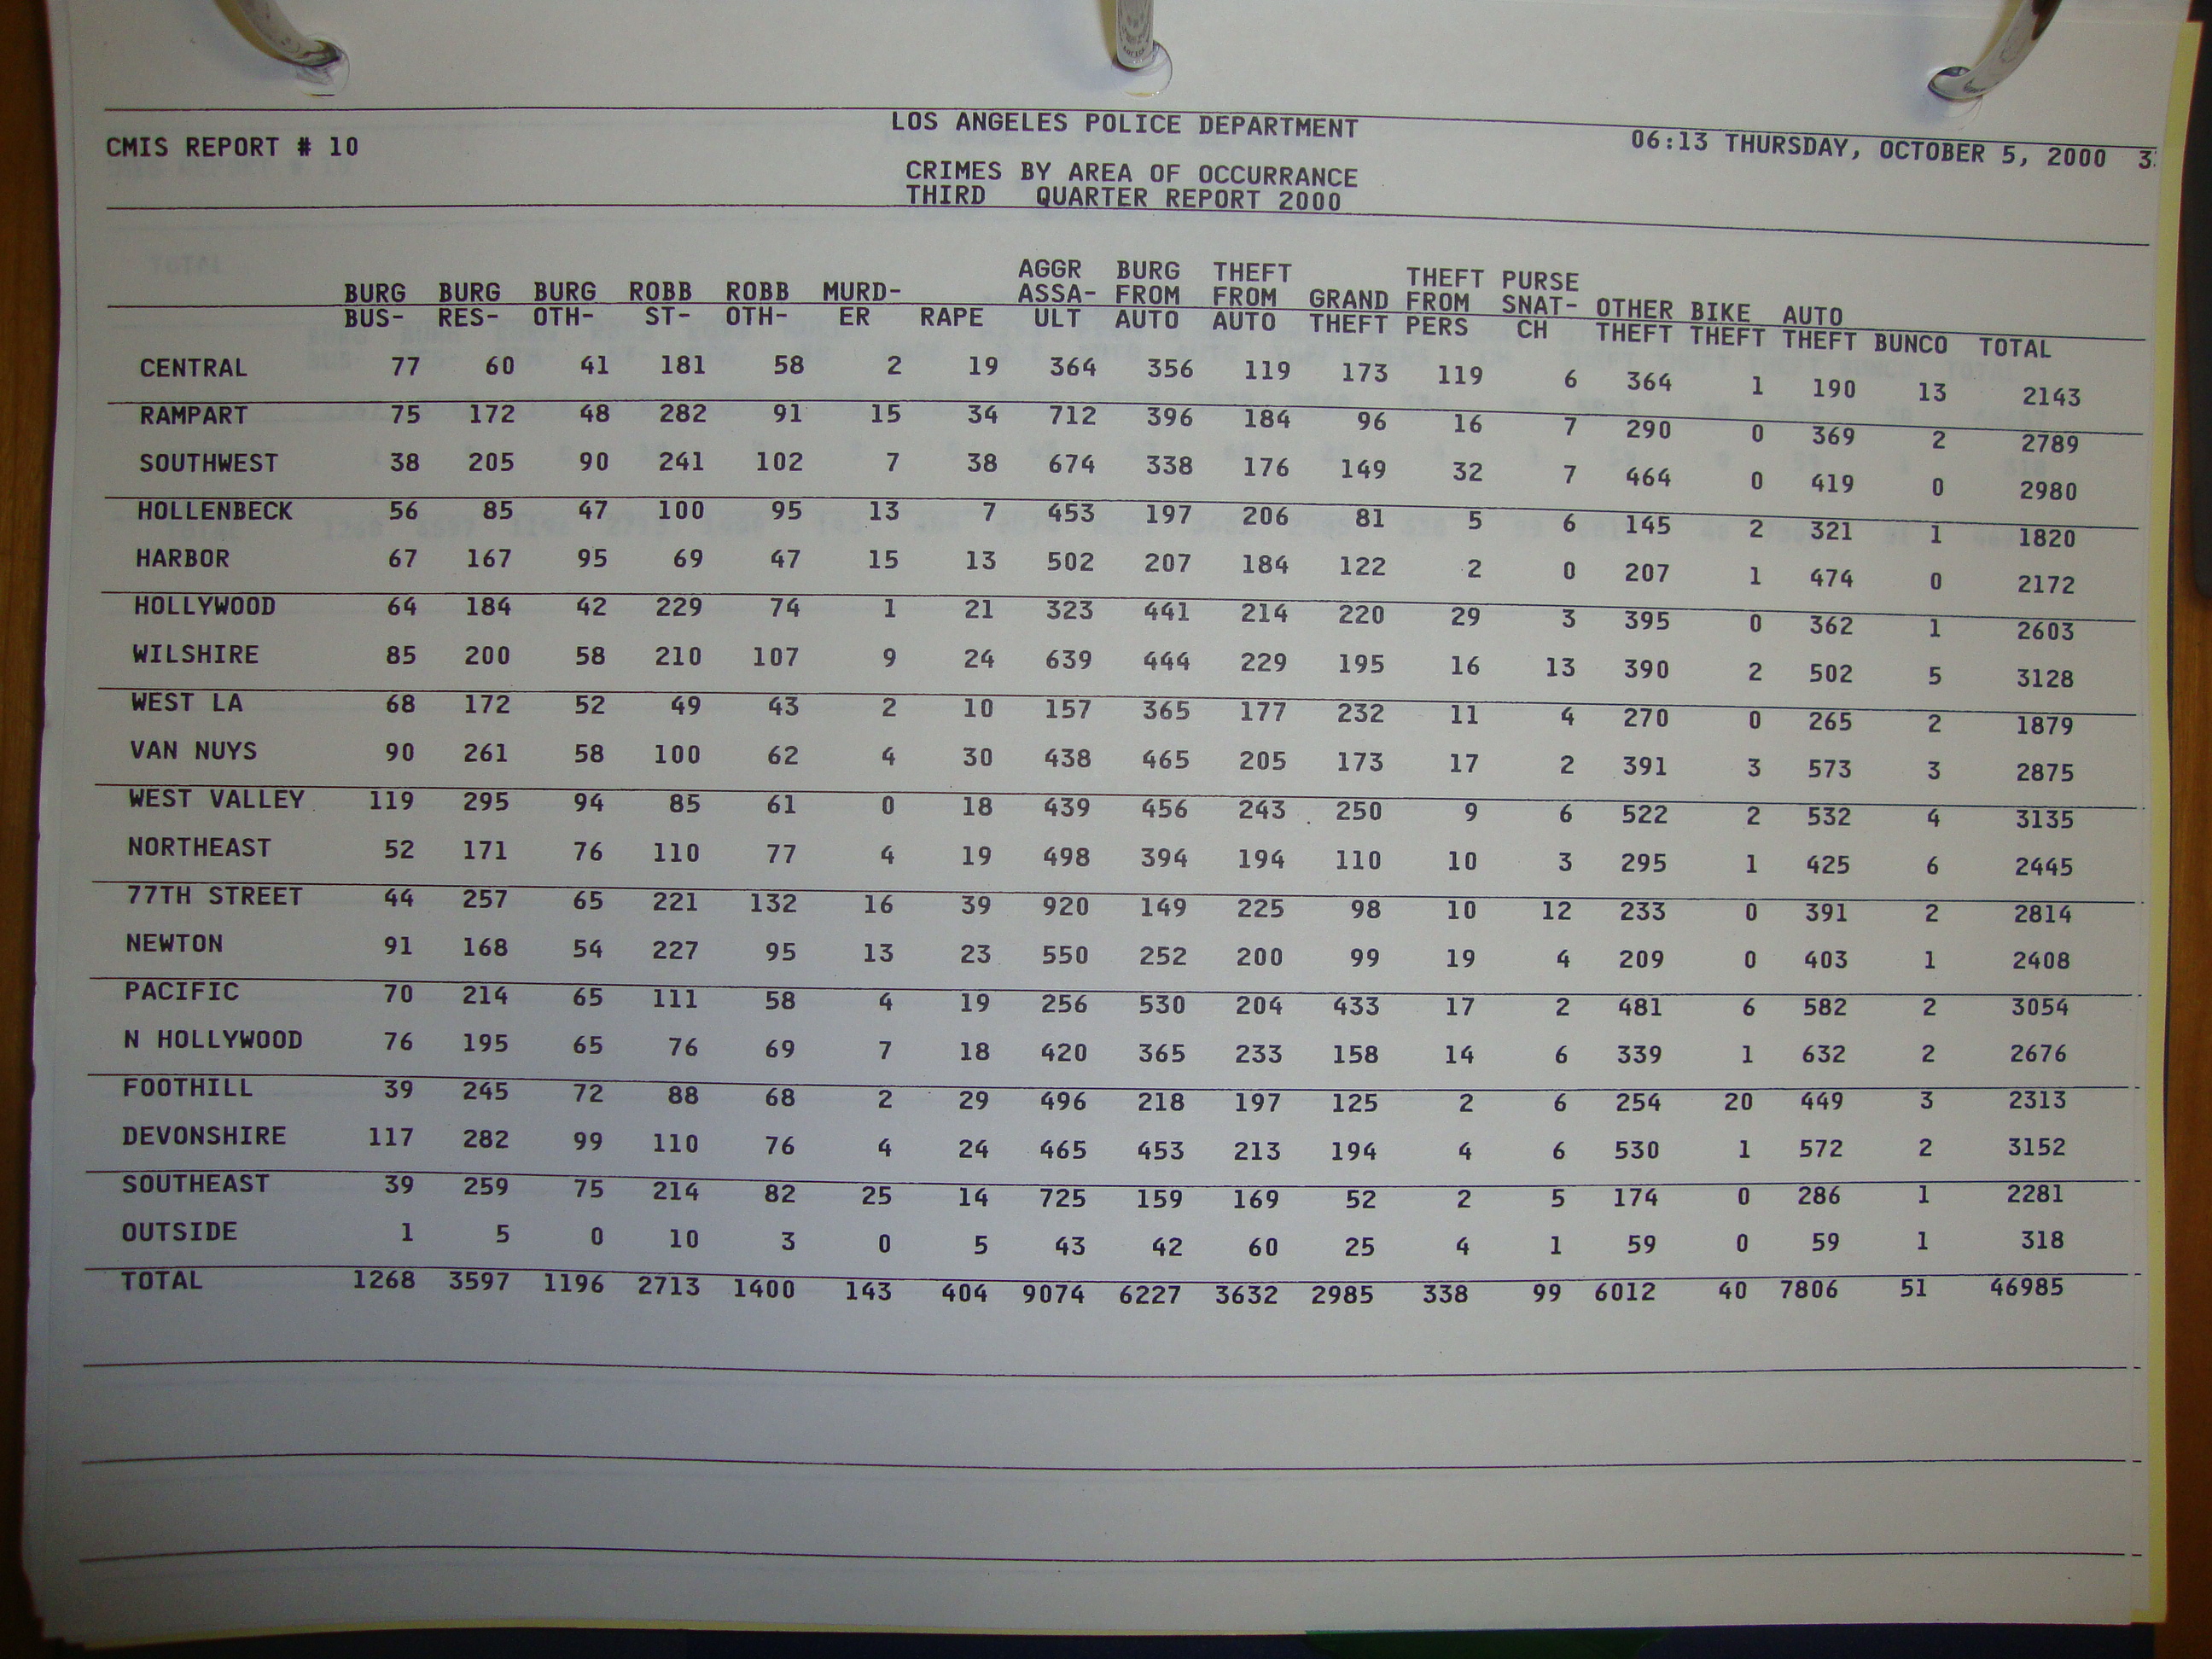 LOS ANGELES POLICE DEPARTMENT
CMIS REPORT # 10 06:13 THURSDAY, OCTOBER 5, 2000 3
CRIMES BY AREA OF OCCURRANCE
THIRD QUARTER REPORT 2000
AGGR BURG THEFT THEFT PURSE
BURG BURG BURG ROBB ROBB MURD- ASSA- FROM FROM GRAND FROM SNAT- OTHER BIKE AUTO
BUS- RES- OTH- ST- OTH- ER RAPE ULT AUTO AUTO THEFT PERS CH THEFT THEFT THEFT BUNCO TOTAL
CENTRAL 77 60 41 181 58 2 19 364 356 119 173 119 6 364 1 190 13 2143
RAMPART 75 172 48 282 91 15 34 712 396 184 96 16 7 290 0 369 2 2789
SOUTHWEST 38 205 90 241 102 7 38 674 338 176 149 32 7 464 0 419 0 2980
HOLLENBECK 56 85 47 100 95 13 7 453 197 206 81 5 6 145 2 321 1 1820
HARBOR 67 167 95 69 47 15 13 502 207 184 122 2 0 207 1 474 0 2172
HOLLYWOOD 64 184 42 229 74 1 21 323 441 214 220 29 3 395 0 362 1 2603
WILSHIRE 85 200 58 210 107 9 24 639 444 229 195 16 13 390 2 502 5 3128
WEST LA 68 172 52 49 43 2 10 157 365 177 232 11 4 270 0 265 2 1879
VAN NUYS 90 261 58 100 62 4 30 438 465 205 173 17 2 391 3 573 3 2875
WEST VALLEY 119 295 94 85 61 0 18 439 456 243 250 9 6 522 2 532 4 3135
NORTHEAST 52 171 76 110 77 4 19 498 394 194 110 10 3 295 1 425 6 2445
77TH STREET 44 257 65 221 132 16 39 920 149 225 98 10 12 233 0 391 2 2814
NEWTON 91 168 54 227 95 13 23 550 252 200 99 19 4 209 0 403 1 2408
PACIFIC 70 214 65 111 58 4 19 256 530 204 433 17 2 481 6 582 2 3054
N HOLLYWOOD 76 195 65 76 69 7 18 420 365 233 158 14 6 339 1 632 2 2676
FOOTHILL 39 245 72 88 68 2 29 496 218 197 125 2 6 254 20 449 3 2313
DEVONSHIRE 117 282 99 110 76 4 24 465 453 213 194 4 6 530 1 572 2 3152
SOUTHEAST 39 259 75 214 82 25 14 725 159 169 52 2 5 174 0 286 1 2281
OUTSIDE 1 5 0 10 3 0 5 43 42 60 25 4 1 59 0 59 1 318
TOTAL 1268 3597 1196 2713 1400 143 404 9074 6227 3632 2985 338 99 6012 40 7806 51 46985